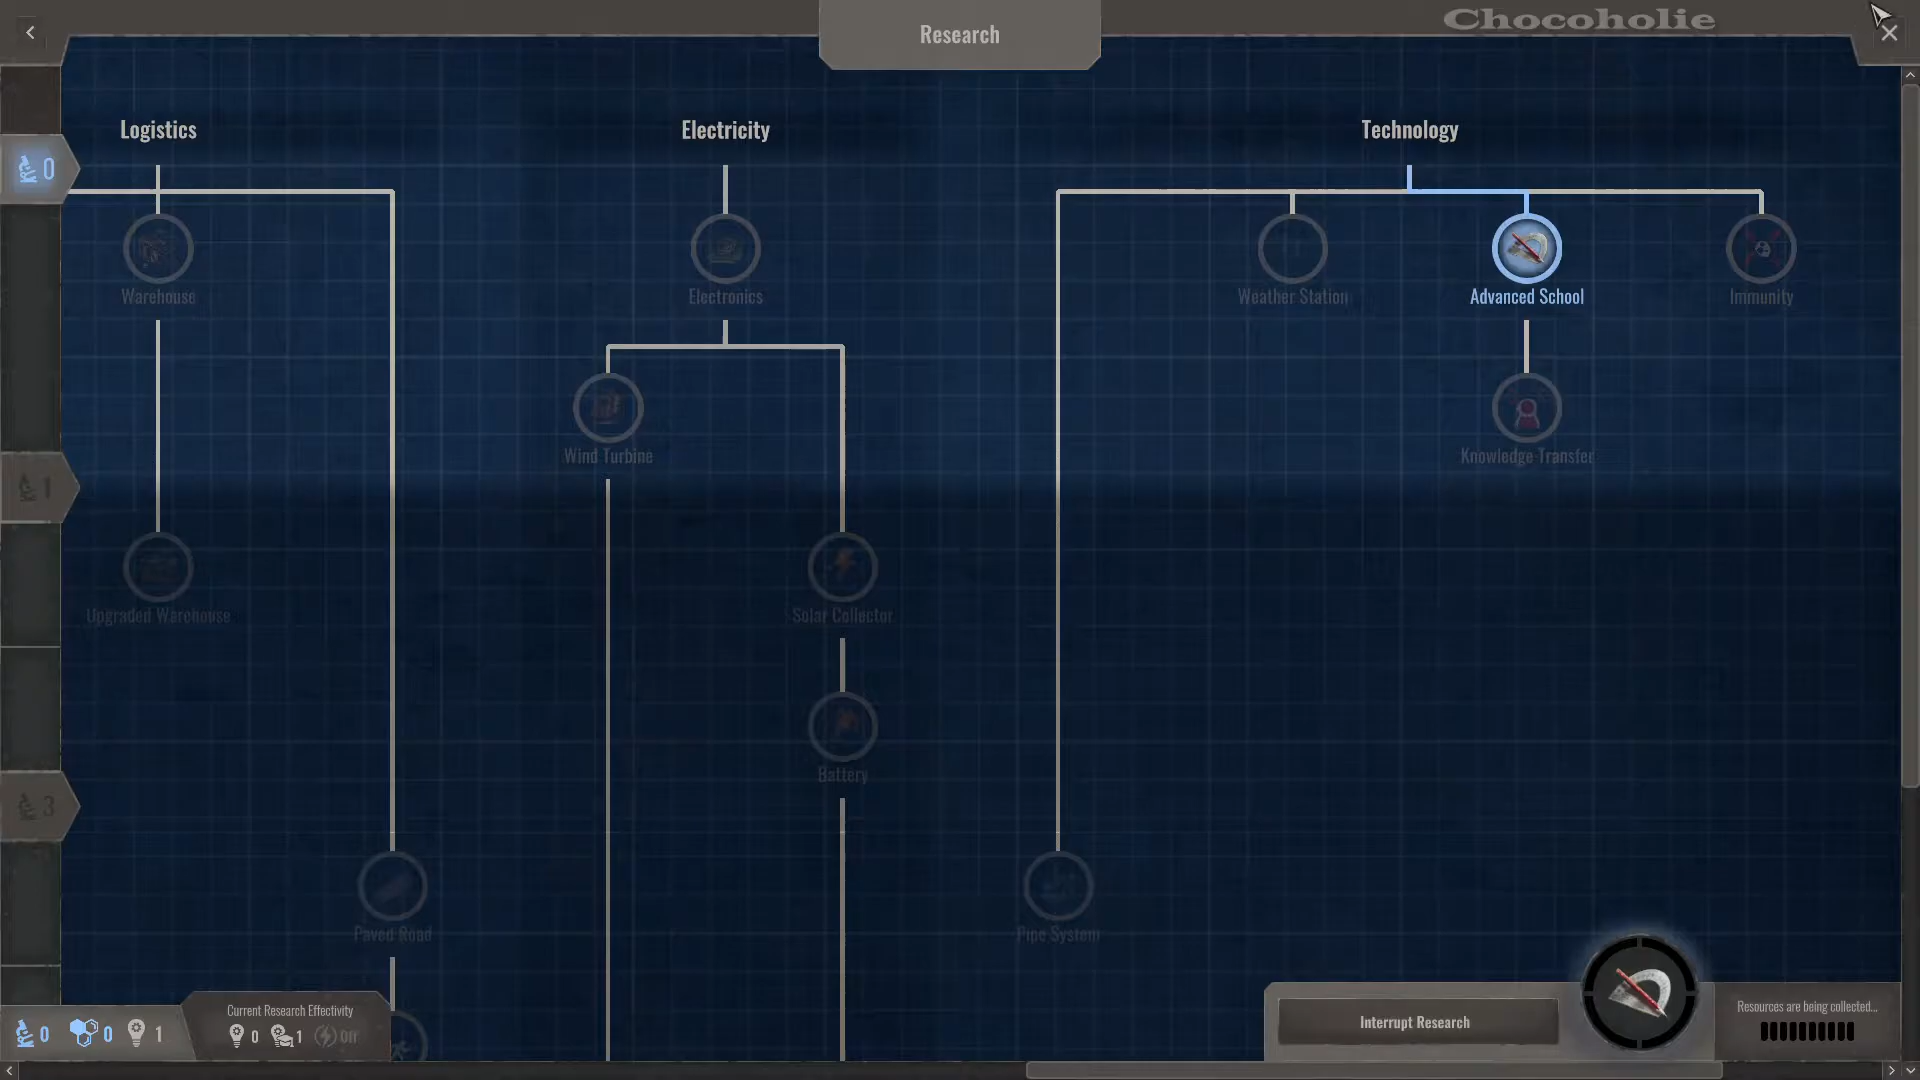 Chocoholie
Research
Logistics
Electricity
Technology
0
Warehouse
Electronics
Weather Station
Advanced School
Immunity
Wind Turbine
Knowledge Transfer
1
Upgraded Warehouse
Solar Collector
Battery
3
Paved Road
Pipe System
Current Research Effectivity
0
0
1
0
1
Off
Interrupt Research
Resources are being collected...